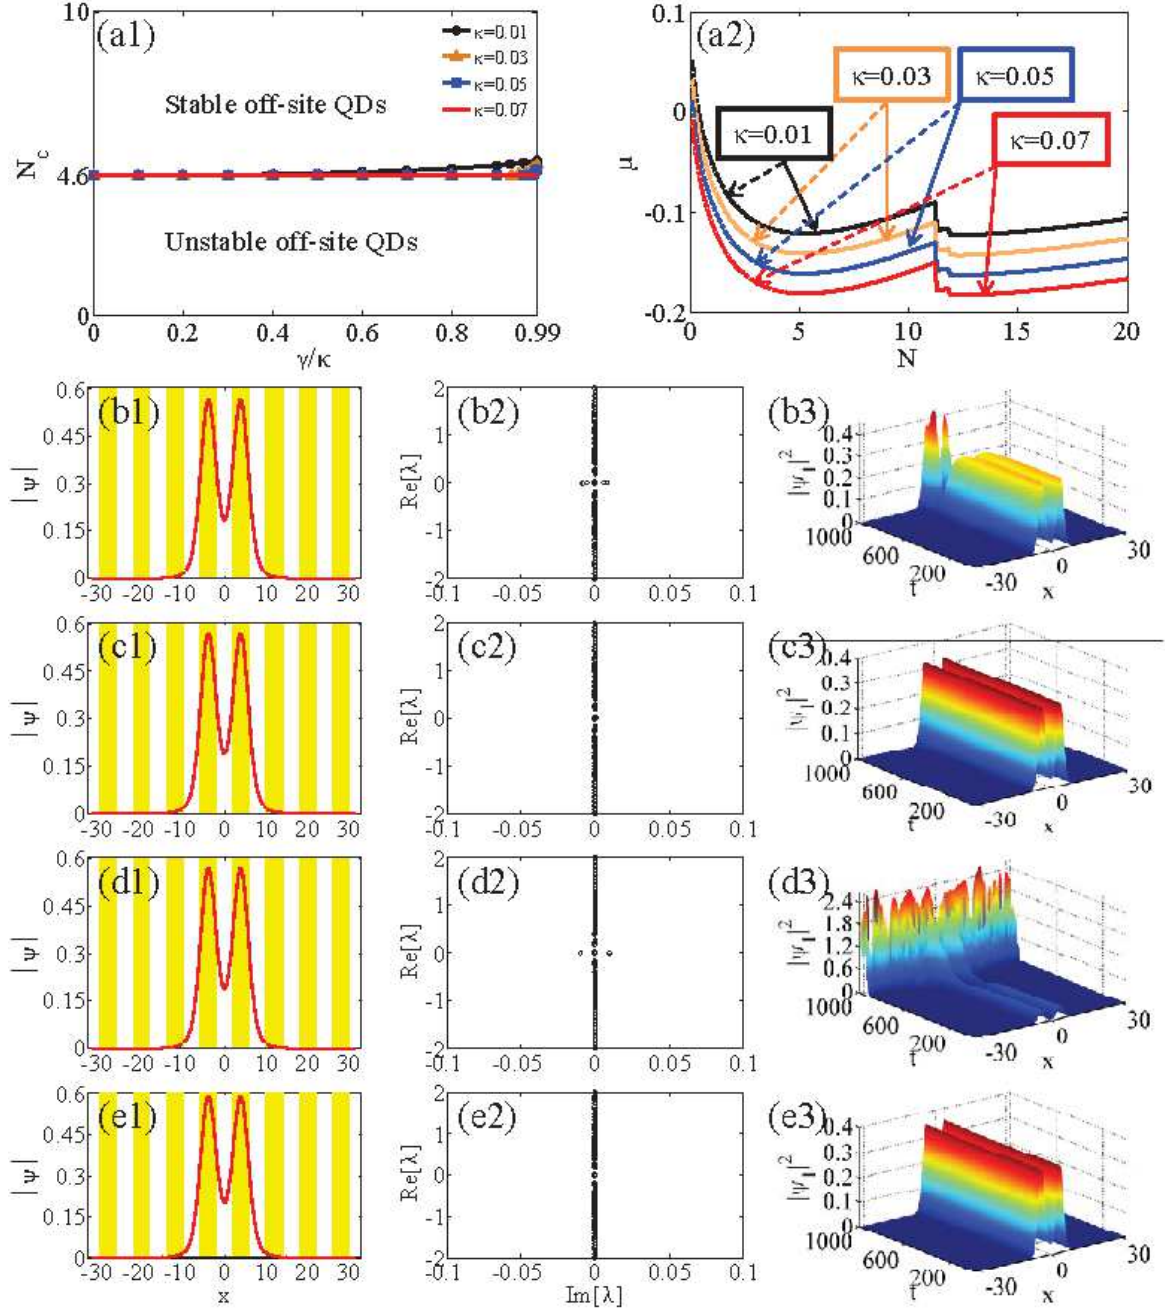 (a1)
10
N_c
4.6
0
Stable off-site QDs
Unstable off-site QDs
κ=0.01
κ=0.03
κ=0.05
κ=0.07
0 0.2 0.4 0.6 0.8 0.99
γ/κ
(a2)
0.1
0
-0.1
-0.2
μ
κ=0.01
κ=0.03
κ=0.05
κ=0.07
0 5 10 15 20
N
(b1)
0.6
0.45
0.3
0.15
0
|ψ|
-30 -20 -10 0 10 20 30
(b2)
2
1
0
-1
-2
Re[λ]
-0.1 -0.05 0 0.05 0.1
(b3)
0.4
0.3
0.2
0.1
0
|ψ₁|²
1000 600 200
t
-30 0 30
x
(c1)
0.6
0.45
0.3
0.15
0
|ψ|
-30 -20 -10 0 10 20 30
(c2)
2
1
0
-1
-2
Re[λ]
-0.1 -0.05 0 0.05 0.1
(c3)
0.4
0.3
0.2
0.1
0
|ψ₁|²
1000 600 200
t
-30 0 30
x
(d1)
0.6
0.45
0.3
0.15
0
|ψ|
-30 -20 -10 0 10 20 30
(d2)
2
1
0
-1
-2
Re[λ]
-0.1 -0.05 0 0.05 0.1
(d3)
2.4
1.8
1.2
0.6
0
|ψ₁|²
1000 600 200
t
-30 0 30
x
(e1)
0.6
0.45
0.3
0.15
0
|ψ|
-30 -20 -10 0 10 20 30
x
(e2)
2
1
0
-1
-2
Re[λ]
-0.1 -0.05 0 0.05 0.1
Im[λ]
(e3)
0.4
0.3
0.2
0.1
0
|ψ₁|²
1000 600 200
t
-30 0 30
x